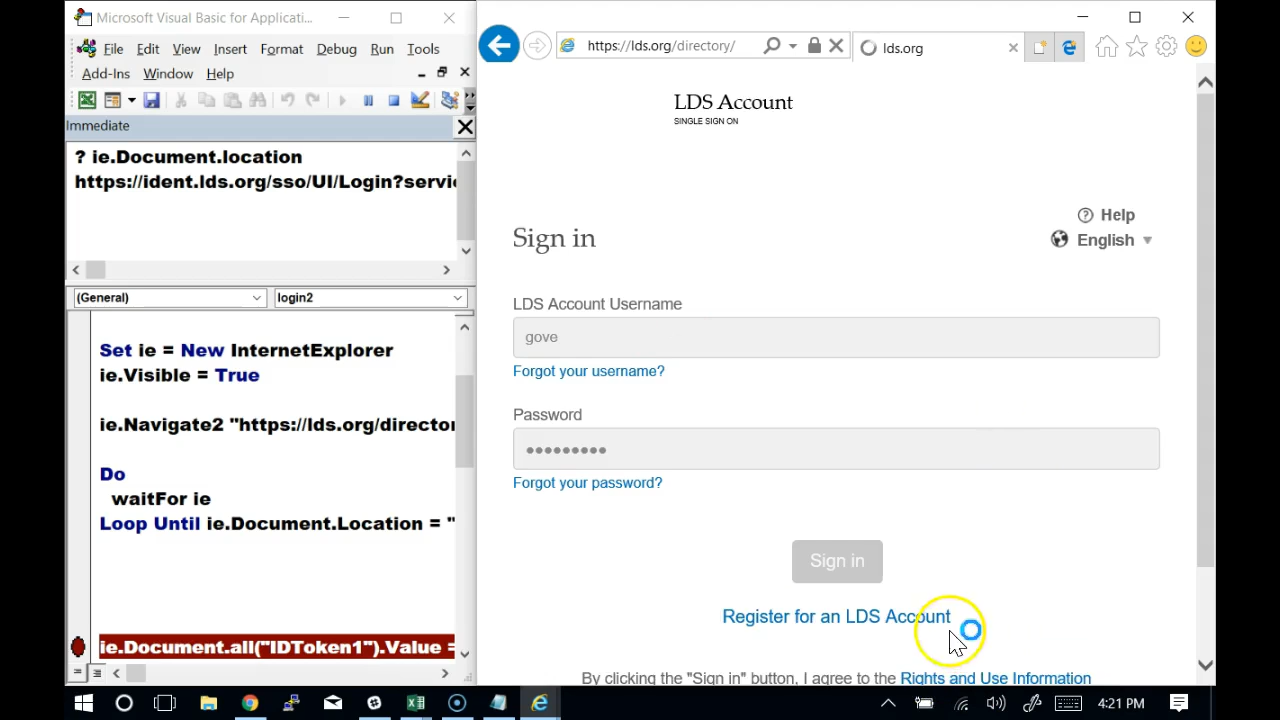 Microsoft Visual Basic for Applicati...
File Edit View Insert Format Debug Run Tools
Add-Ins Window Help
Immediate
? ie.Document.location
https://ident.lds.org/sso/UI/Login?servic
(General)
login2
Set ie = New InternetExplorer
ie.Visible = True
ie.Navigate2 "https://lds.org/director
Do
waitFor ie
Loop Until ie.Document.Location = "
ie.Document.all("IDToken1").Value =
https://lds.org/directory/
lds.org
LDS Account
SINGLE SIGN ON
Help
Sign in
English
LDS Account Username
gove
Forgot your username?
Password
•••••••••
Forgot your password?
Sign in
Register for an LDS Account
By clicking the "Sign in" button, I agree to the Rights and Use Information
4:21 PM